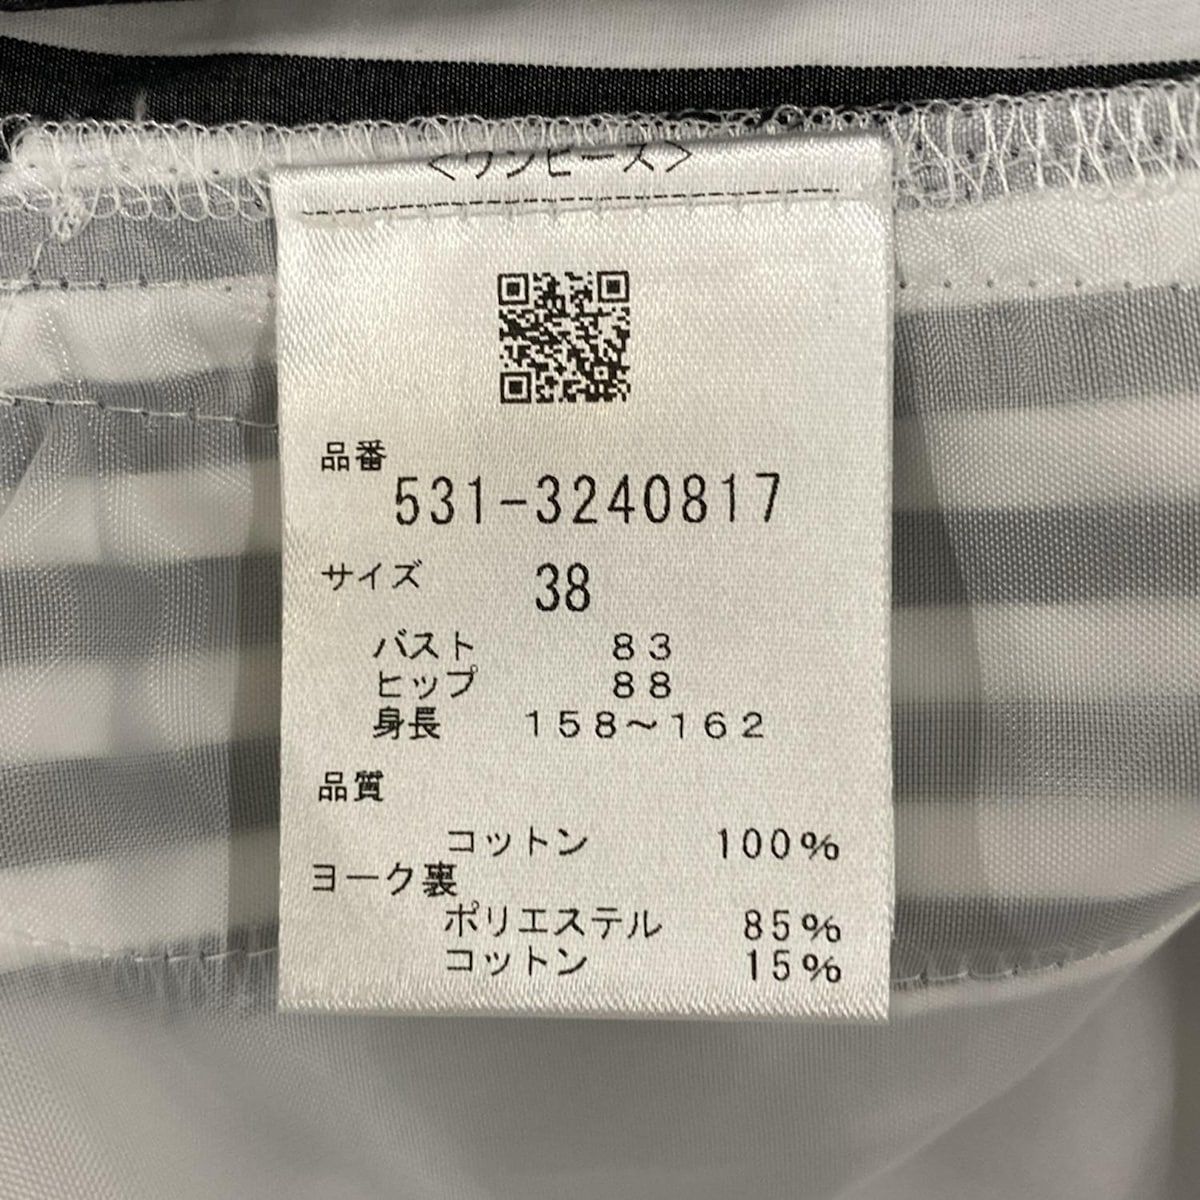 <ワンピース>
品番
531-3240817
サイズ 38
バスト 83
ヒップ 88
身長 158～162
品質
コットン 100%
ヨーク裏
ポリエステル 85%
コットン 15%